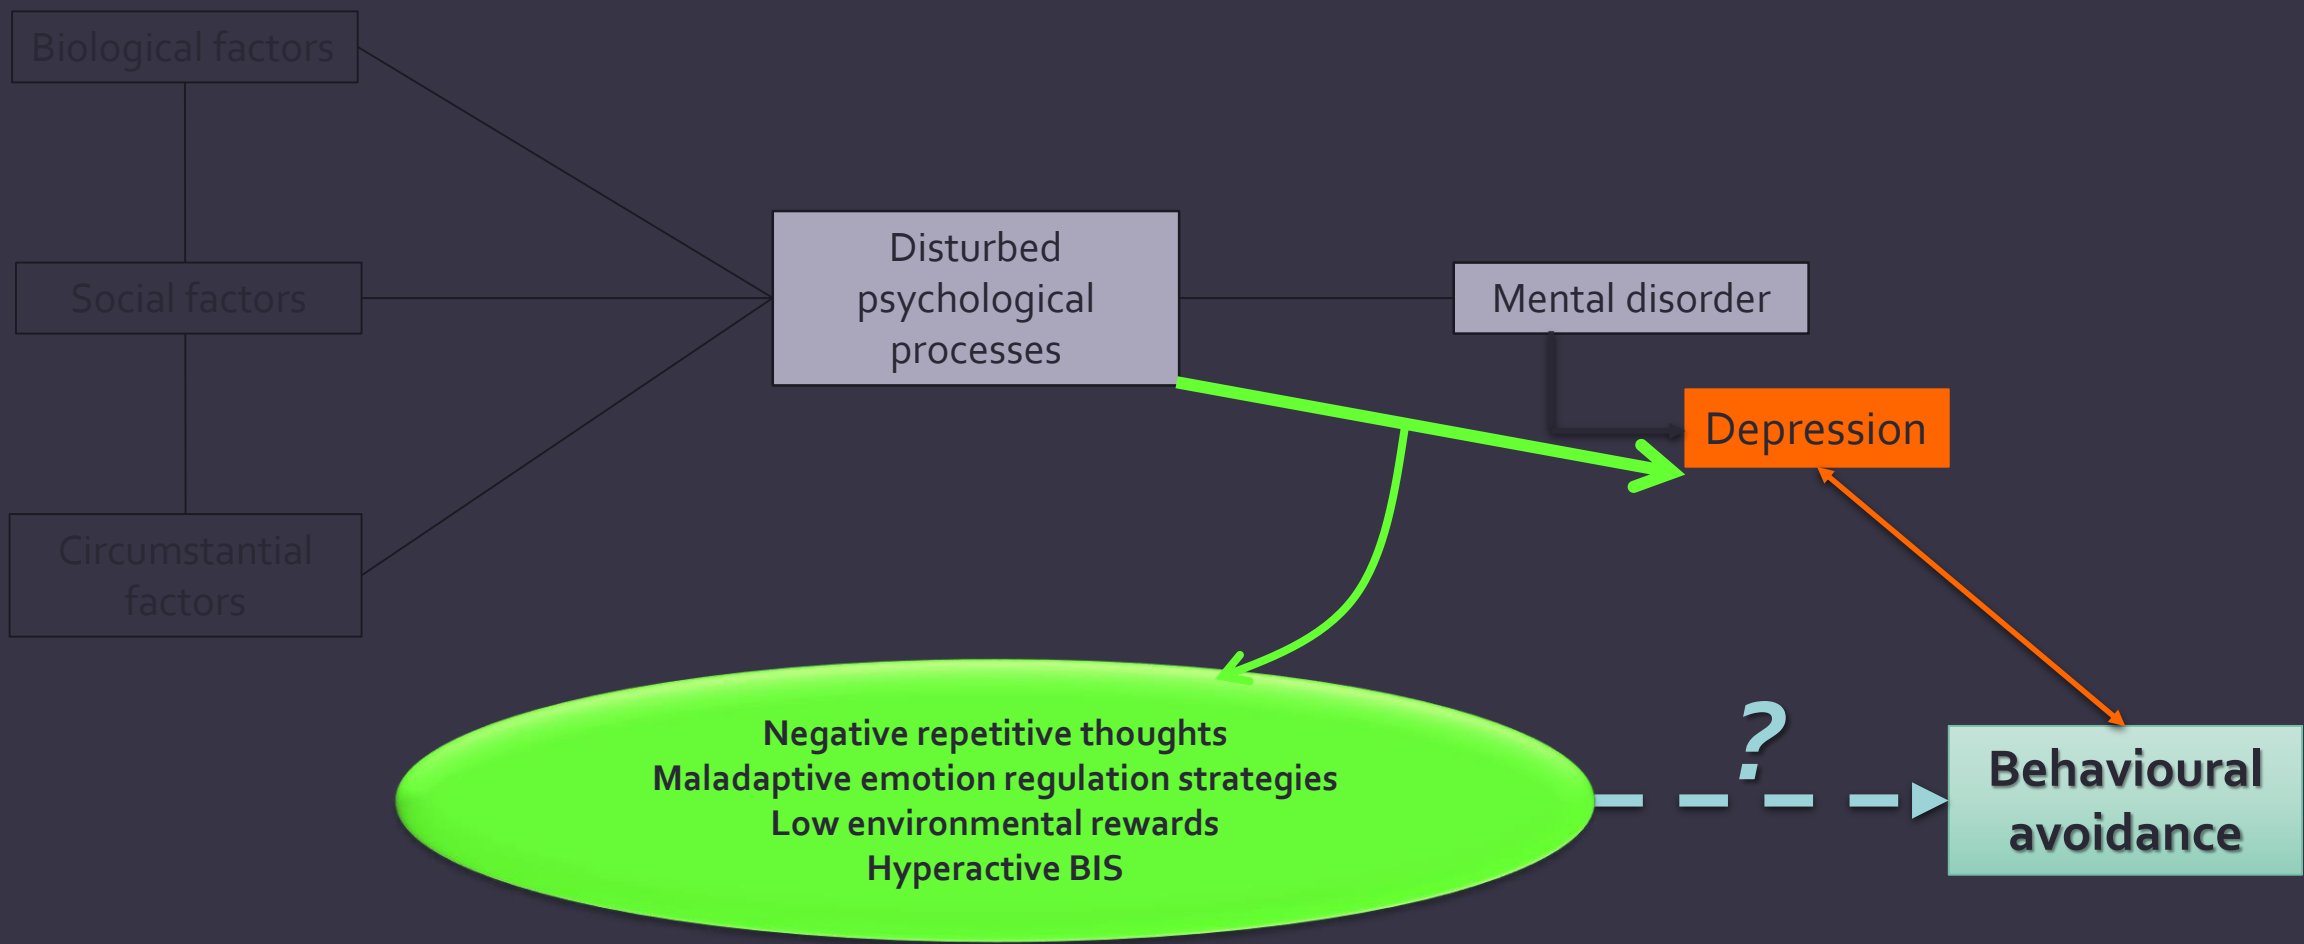 Biological factors
Social factors
Circumstantial
factors
Disturbed
psychological
processes
Mental disorder
Depression
Negative repetitive thoughts
Maladaptive emotion regulation strategies
Low environmental rewards
Hyperactive BIS
?
Behavioural
avoidance